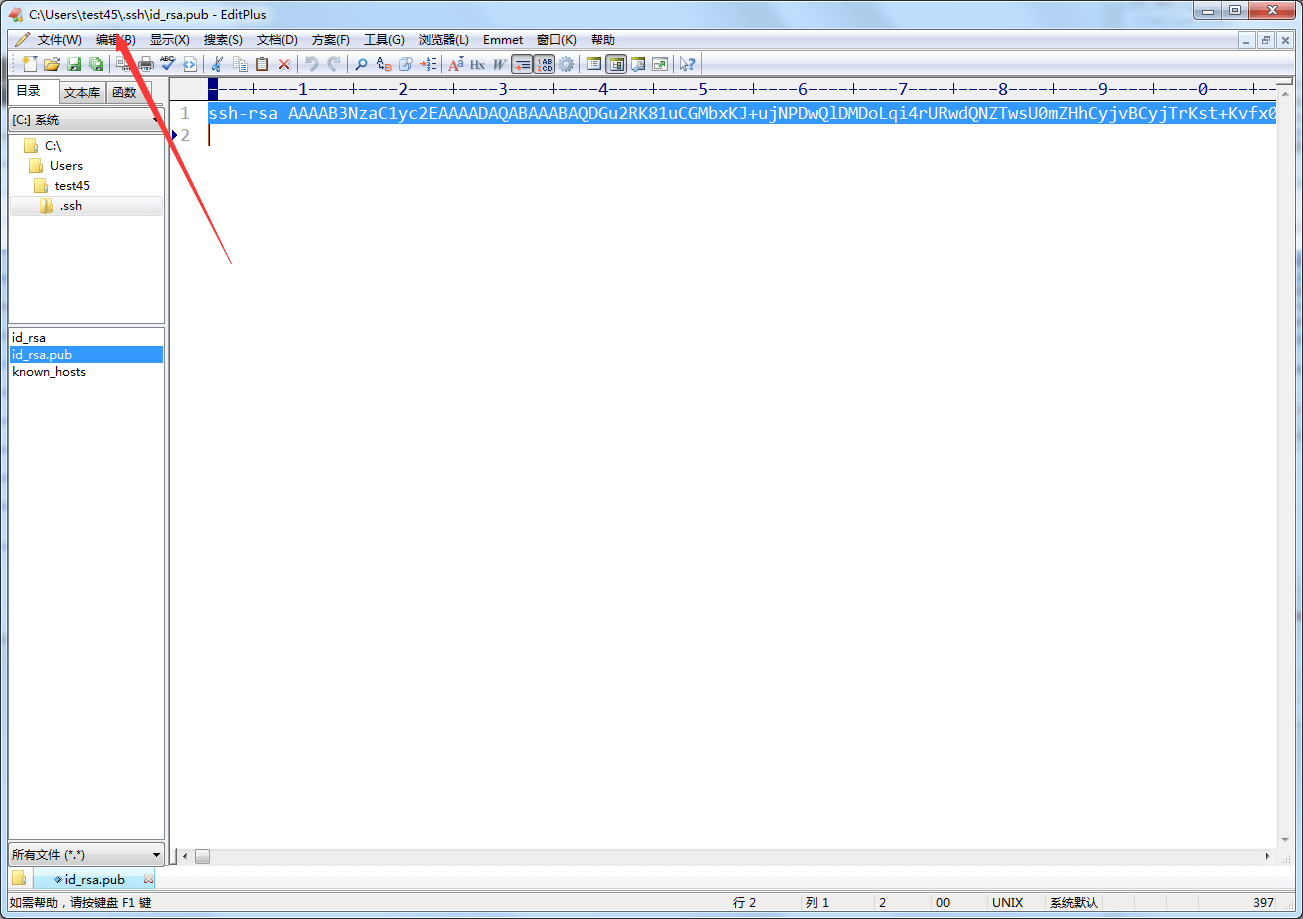 C:\Users\test45\.ssh\id_rsa.pub - EditPlus
文件(W) 编辑(B) 显示(X) 搜索(S) 文档(D) 方案(F) 工具(G) 浏览器(L) Emmet 窗口(K) 帮助
目录 文本库 函数
----+----1----+----2----+----3----+----4----+----5----+----6----+----7----+----8----+----9----+----0----+--
[C:] 系统
1 ssh-rsa AAAAB3NzaC1yc2EAAAADAQABAAABAQDGu2RK81uCGMbxKJ+ujNPDwQlDMDoLqi4rURwdQNZTwsU0mZHhCyjvBCyjTrKst+Kvfx0
2
C:\
Users
test45
.ssh
id_rsa
id_rsa.pub
known_hosts
所有文件 (*.*)
id_rsa.pub
如需帮助，请按键盘 F1 键 行 2 列 1 2 00 UNIX 系统默认 397